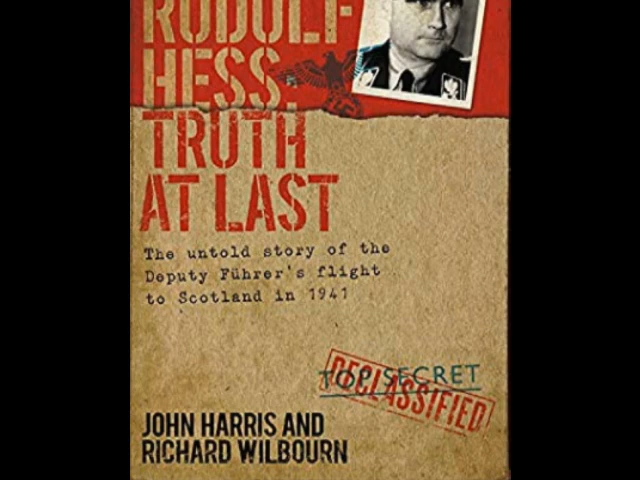 RUDOLF
HESS:
TRUTH
AT LAST
The untold story of the
Deputy Führer's flight
to Scotland in 1941
TOP SECRET
DECLASSIFIED
JOHN HARRIS AND
RICHARD WILBOURN